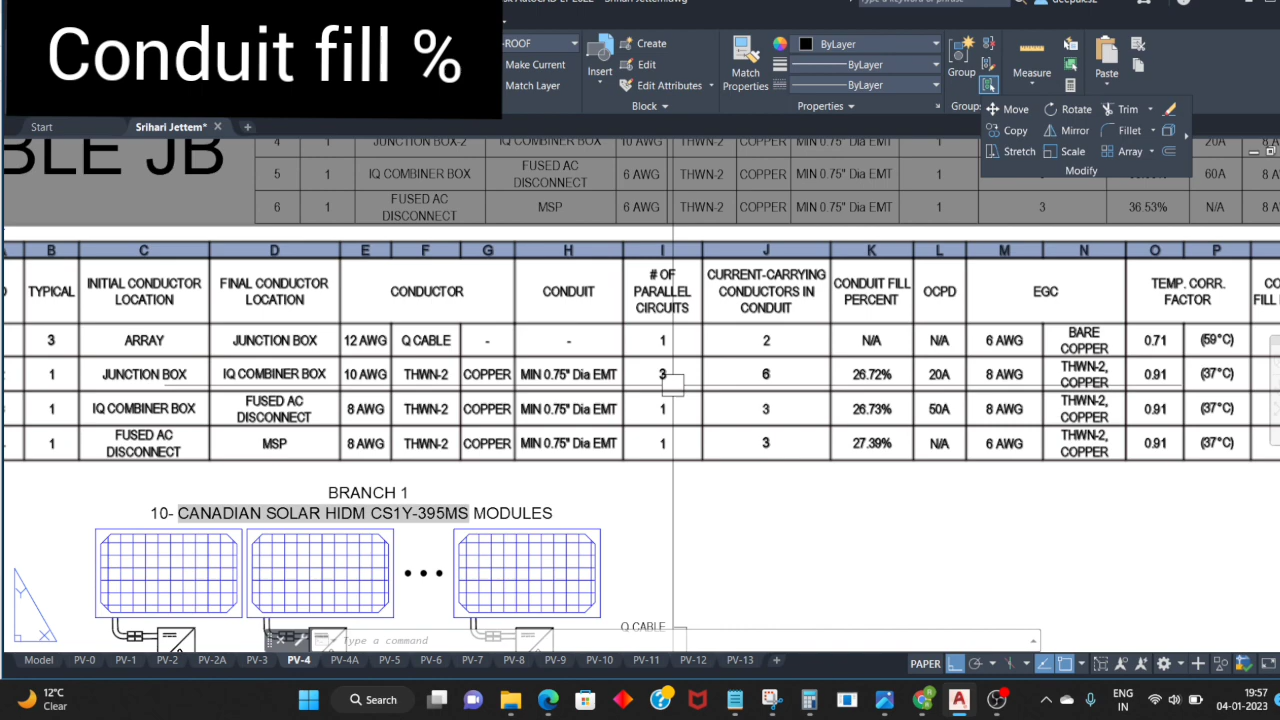 Conduit fill %
-ROOF
Make Current
Match Layer
Insert
Create
Edit
Edit Attributes
Block
Match
Properties
ByLayer
ByLayer
ByLayer
Properties
Group
Measure
Paste
Move
Rotate
Trim
Copy
Mirror
Fillet
Stretch
Scale
Array
Modify
Start
Srihari Jettem*
BLE JB
4 1 JUNCTION BOX-2 IQ COMBINER BOX 10 AWG THWN-2 COPPER MIN 0.75" Dia EMT 1 20A
5 1 IQ COMBINER BOX FUSED AC DISCONNECT 6 AWG THWN-2 COPPER MIN 0.75" Dia EMT 1 60A
6 1 FUSED AC DISCONNECT MSP 6 AWG THWN-2 COPPER MIN 0.75" Dia EMT 1 3 36.53% N/A
B C D E F G H I J K L M N O P
TYPICAL INITIAL CONDUCTOR LOCATION FINAL CONDUCTOR LOCATION CONDUCTOR CONDUIT # OF PARALLEL CIRCUITS CURRENT-CARRYING CONDUCTORS IN CONDUIT CONDUIT FILL PERCENT OCPD EGC TEMP. CORR. FACTOR
3 ARRAY JUNCTION BOX 12 AWG Q CABLE - - 1 2 N/A N/A 6 AWG BARE COPPER 0.71 (59°C)
1 JUNCTION BOX IQ COMBINER BOX 10 AWG THWN-2 COPPER MIN 0.75" Dia EMT 3 6 26.72% 20A 8 AWG THWN-2, COPPER 0.91 (37°C)
1 IQ COMBINER BOX FUSED AC DISCONNECT 8 AWG THWN-2 COPPER MIN 0.75" Dia EMT 1 3 26.73% 50A 8 AWG THWN-2, COPPER 0.91 (37°C)
1 FUSED AC DISCONNECT MSP 8 AWG THWN-2 COPPER MIN 0.75" Dia EMT 1 3 27.39% N/A 6 AWG THWN-2, COPPER 0.91 (37°C)
BRANCH 1
10- CANADIAN SOLAR HIDM CS1Y-395MS MODULES
Y
X
Q CABLE
Type a command
Model PV-0 PV-1 PV-2 PV-2A PV-3 PV-4 PV-4A PV-5 PV-6 PV-7 PV-8 PV-9 PV-10 PV-11 PV-12 PV-13
PAPER
12°C
Clear
Search
ENG
IN
19:57
04-01-2023